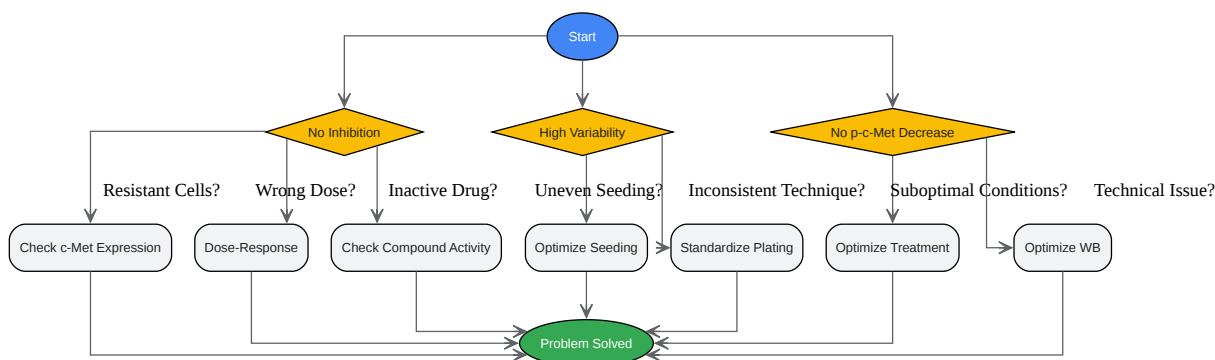 Start
No Inhibition
High Variability
No p-c-Met Decrease
Resistant Cells?
Wrong Dose?
Inactive Drug?
Uneven Seeding?
Inconsistent Technique?
Suboptimal Conditions?
Technical Issue?
Check c-Met Expression
Dose-Response
Check Compound Activity
Optimize Seeding
Standardize Plating
Optimize Treatment
Optimize WB
Problem Solved